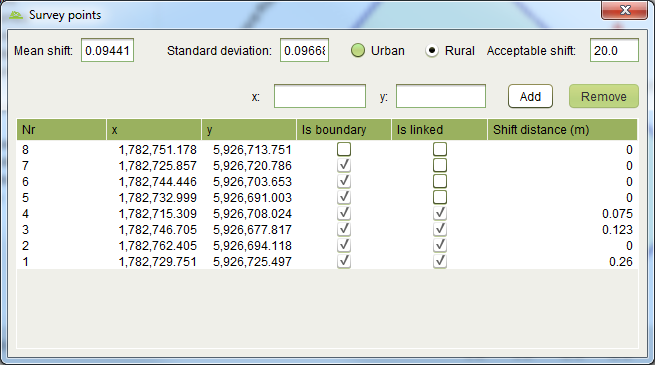 Survey points
Mean shift: 0.09441 Standard deviation: 0.09668 Urban Rural Acceptable shift: 20.0
x: y: Add Remove
Nr x y Is boundary Is linked Shift distance (m)
8 1,782,751.178 5,926,713.751 0
7 1,782,725.857 5,926,720.786 0
6 1,782,744.446 5,926,703.653 0
5 1,782,732.999 5,926,691.003 0
4 1,782,715.309 5,926,708.024 0.075
3 1,782,746.705 5,926,677.817 0.123
2 1,782,762.405 5,926,694.118 0
1 1,782,729.751 5,926,725.497 0.26